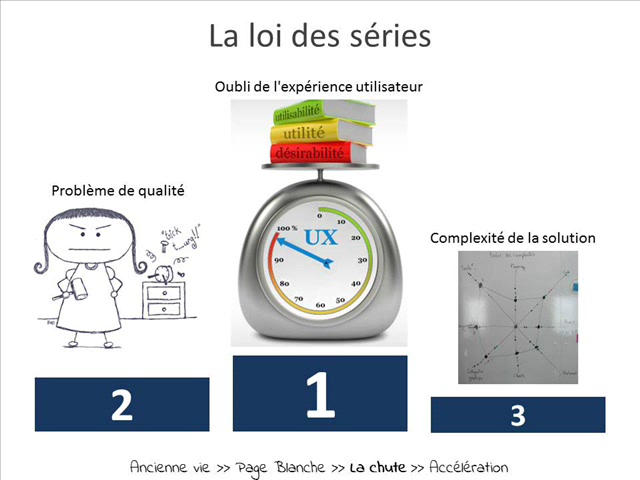 La loi des séries
Oubli de l'expérience utilisateur
utilisabilité
utilité
désirabilité
Problème de qualité
Complexité de la solution
UX
0
10
20
30
40
50
60
70
80
90
100 %
2
1
3
Ancienne vie >> Page Blanche >> La chute >> Accélération